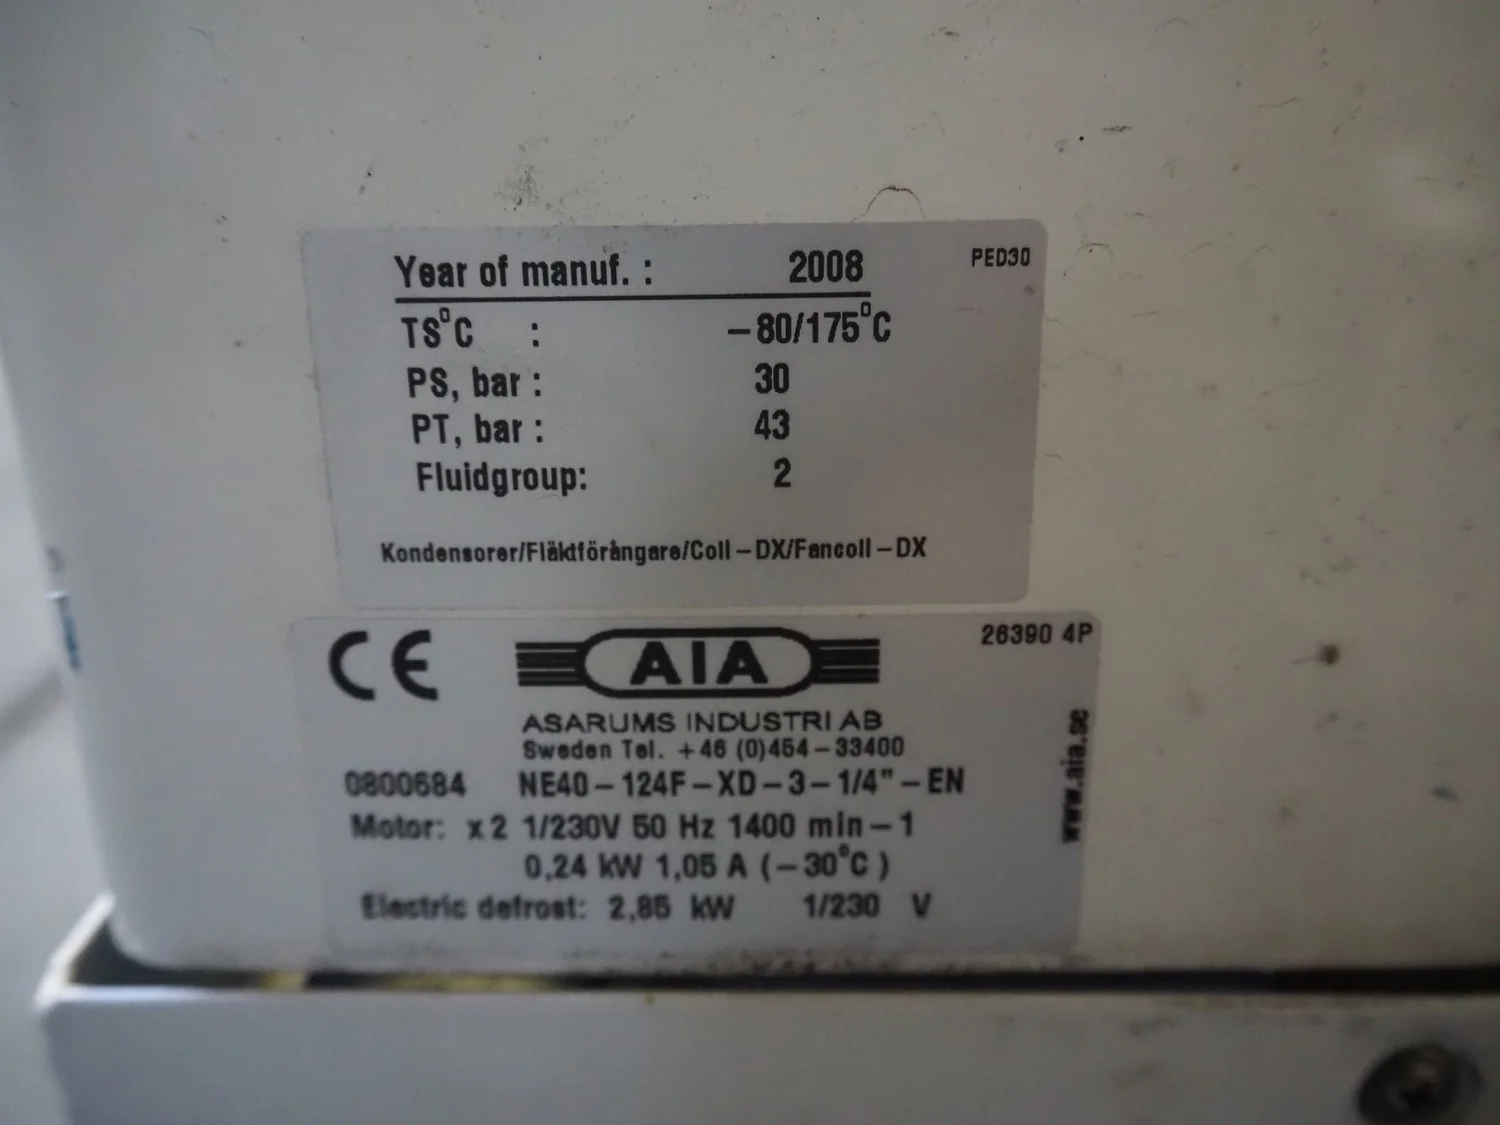 Year of manuf. : 2008 PED30
TS°C : –80/175°C
PS, bar : 30
PT, bar : 43
Fluidgroup: 2
Kondensorer/Fläktförångare/Coil – DX/Fancoil – DX
CE AIA 26390 4P
ASARUMS INDUSTRI AB
Sweden Tel. +46 (0)454 – 33400
0800684 NE40 – 124F – XD – 3 – 1/4" – EN
Motor: x 2 1/230V 50 Hz 1400 min – 1
0,24 kW 1,05 A ( – 30°C )
Electric defrost: 2,85 kW 1/230 V
www.aia.se